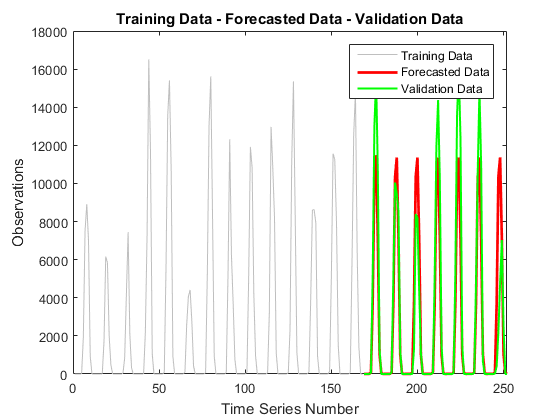 Training Data - Forecasted Data - Validation Data
18000
16000
14000
12000
10000
8000
6000
4000
2000
0
Observations
Training Data
Forecasted Data
Validation Data
0 50 100 150 200 250
Time Series Number